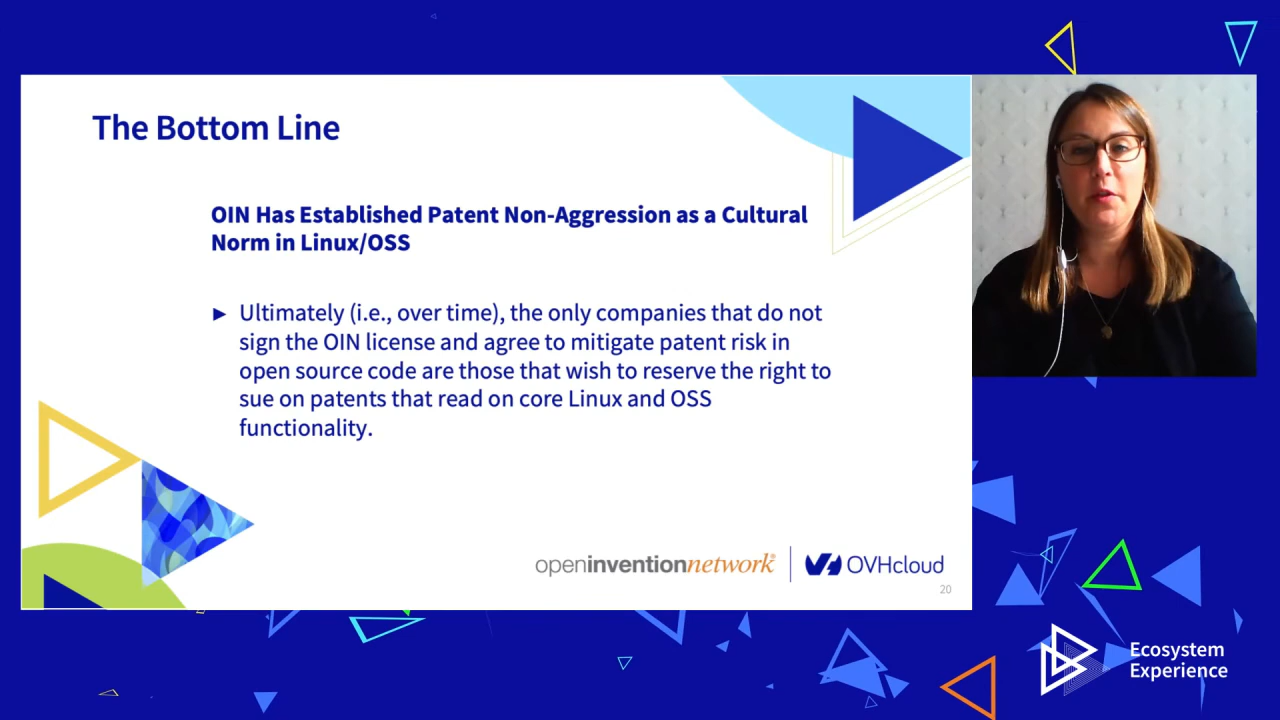 The Bottom Line
OIN Has Established Patent Non-Aggression as a Cultural
Norm in Linux/OSS
► Ultimately (i.e., over time), the only companies that do not
sign the OIN license and agree to mitigate patent risk in
open source code are those that wish to reserve the right to
sue on patents that read on core Linux and OSS
functionality.
openinventionnetwork OVHcloud
20
Ecosystem
Experience